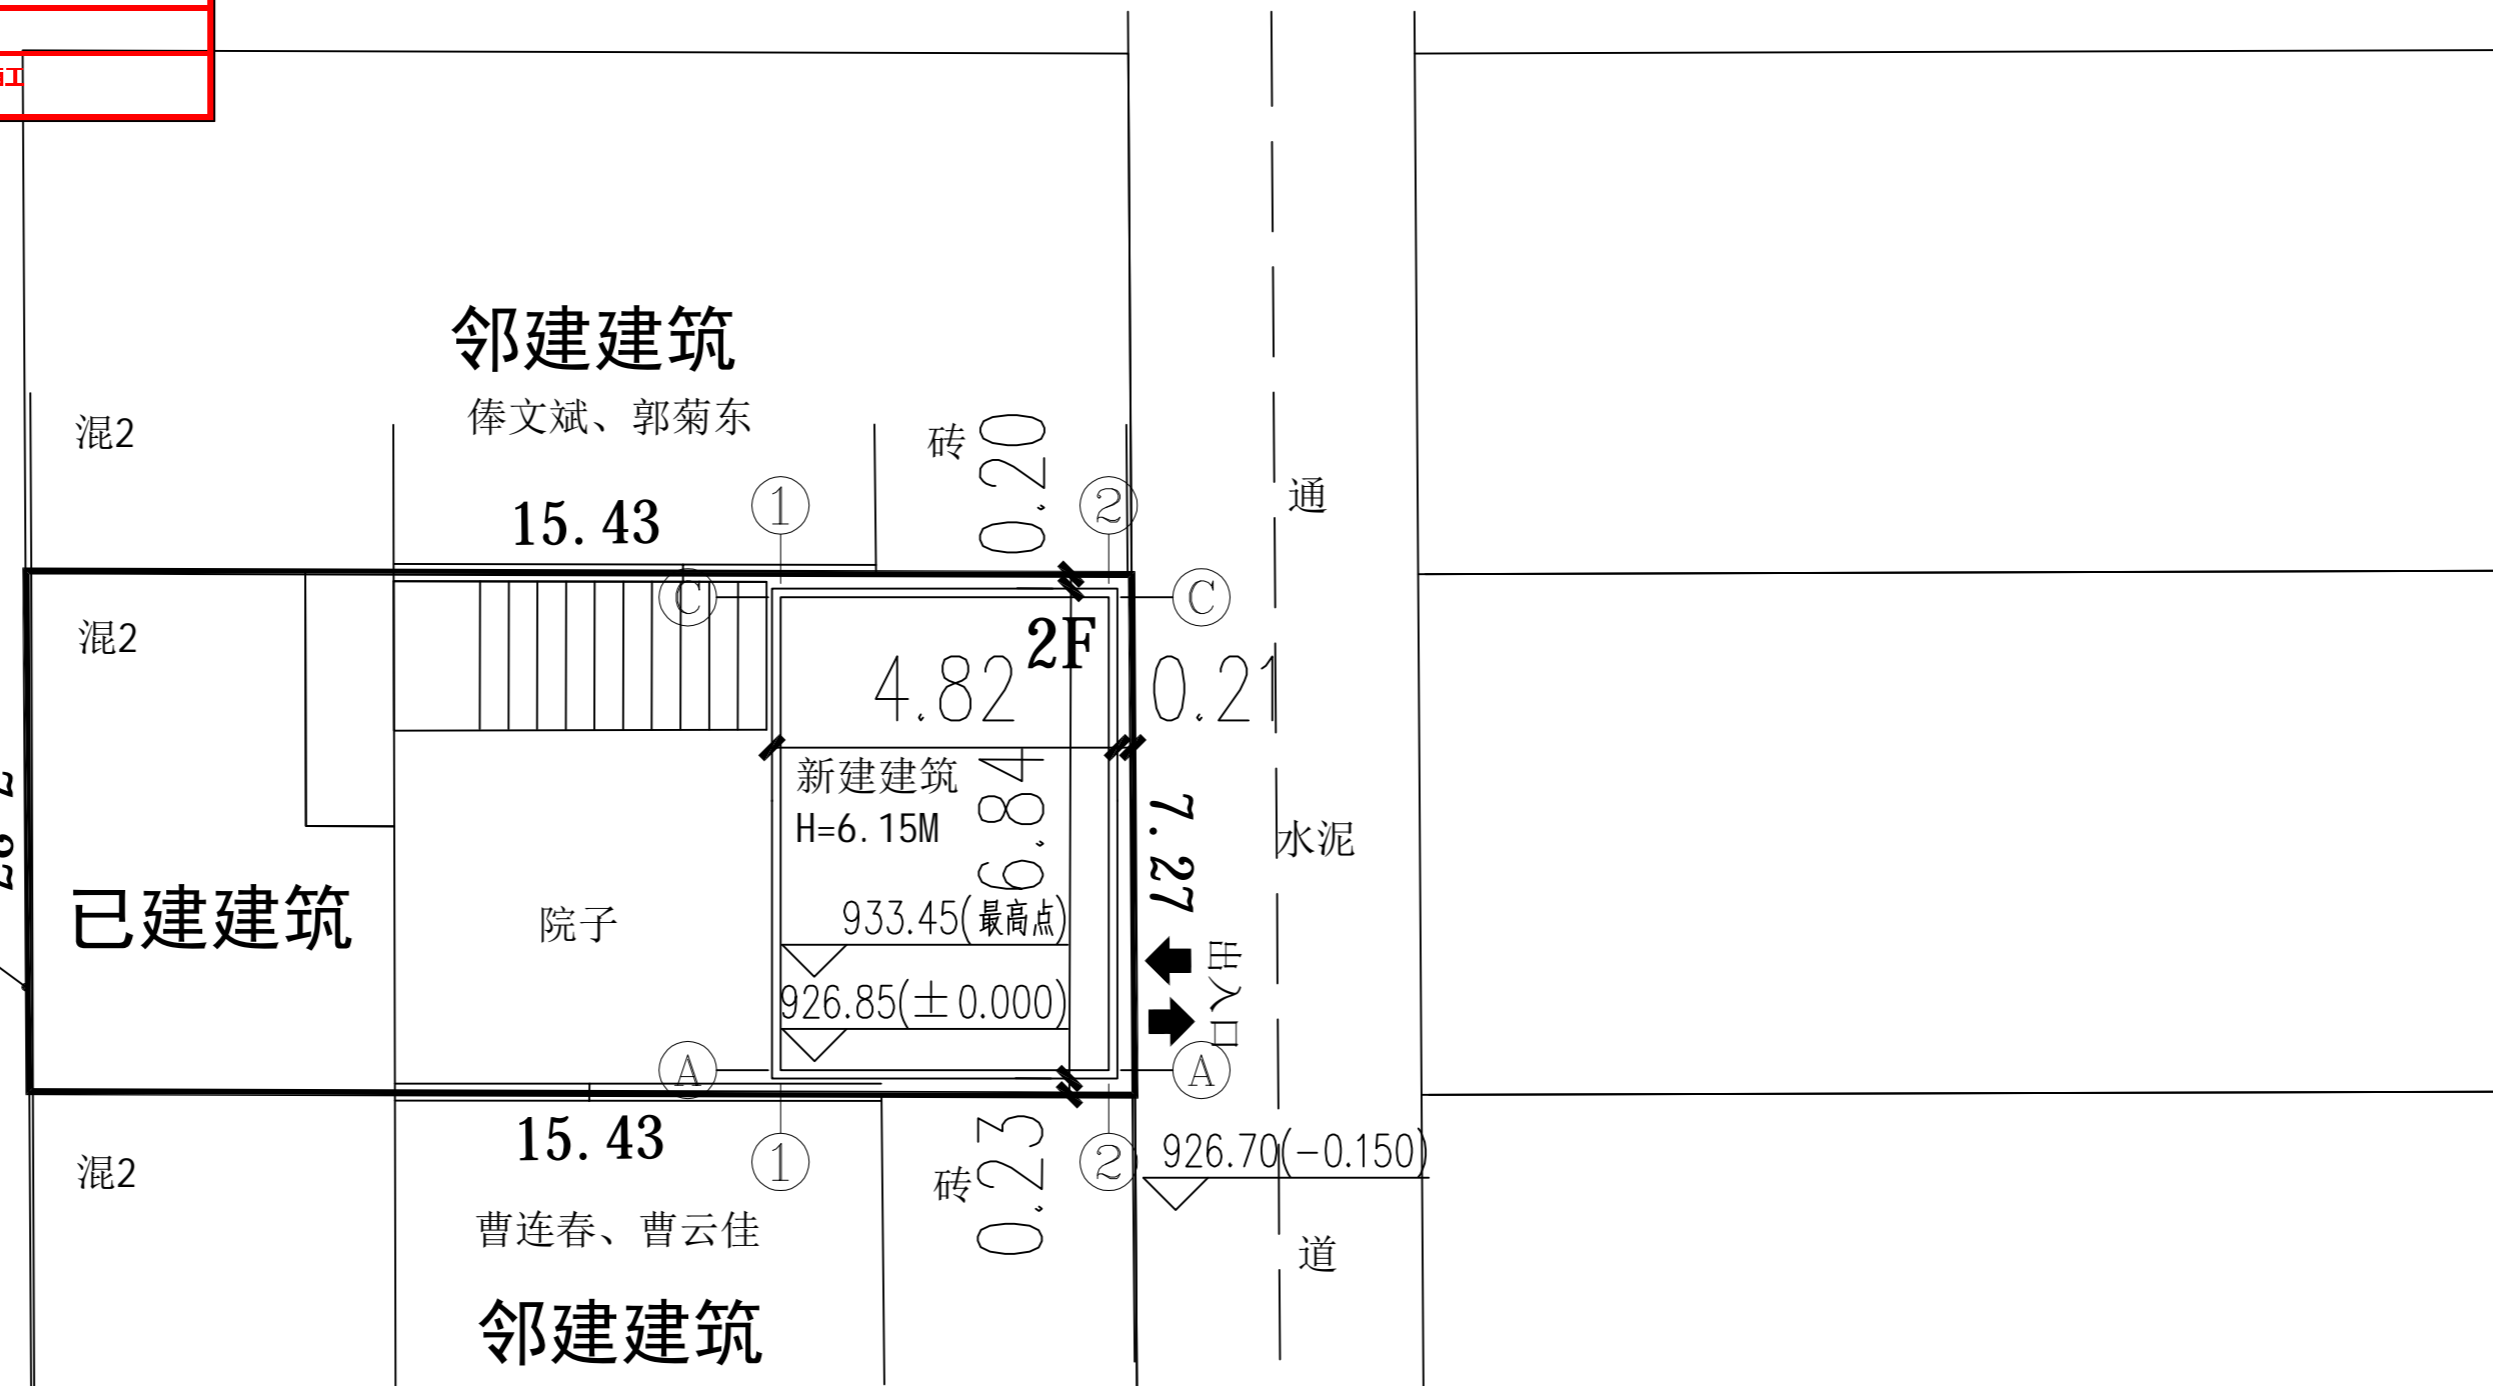 邻建建筑
俸文斌、郭菊东
混2
砖
0.20
15.43
1
2
通
C
C
混2
2F
4.82
0.21
新建建筑
6.84
H=6.15M
7.27
水泥
已建建筑
院子
933.45(最高点)
出入口
926.85(±0.000)
A
A
15.43
1
2
0.23
926.70(-0.150)
混2
砖
曹连春、曹云佳
道
邻建建筑